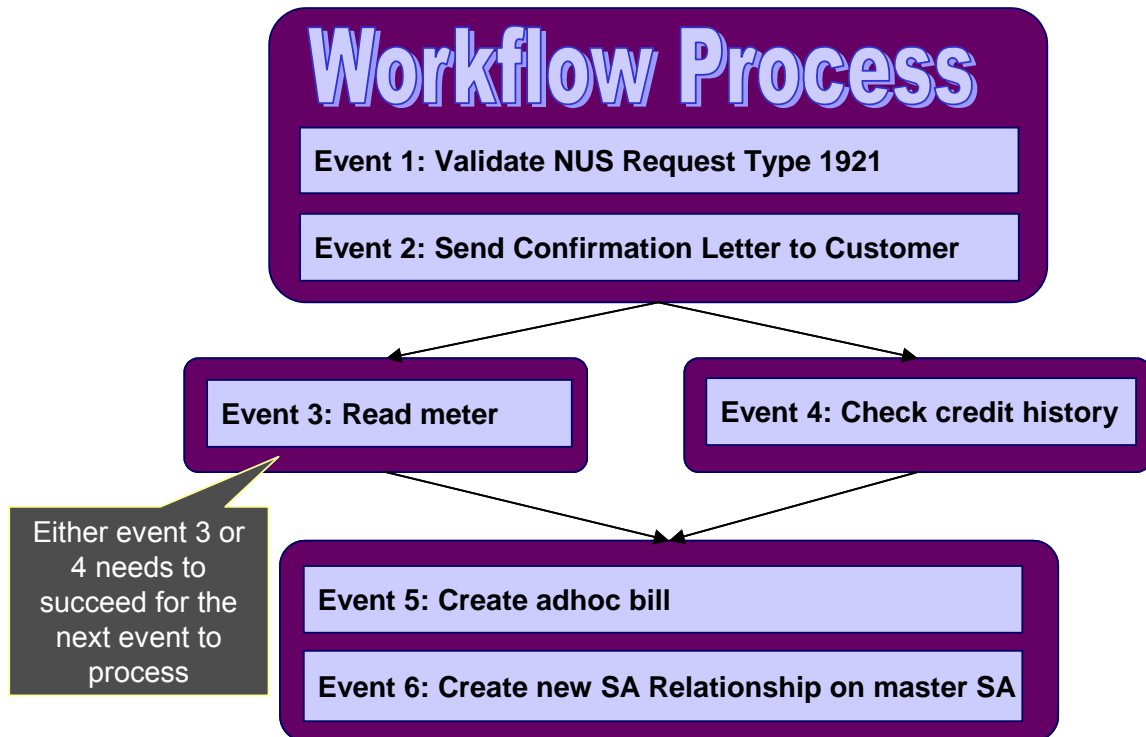 Workflow Process
Event 1: Validate NUS Request Type 1921
Event 2: Send Confirmation Letter to Customer
Event 3: Read meter
Event 4: Check credit history
Either event 3 or
4 needs to
succeed for the
next event to
process
Event 5: Create adhoc bill
Event 6: Create new SA Relationship on master SA